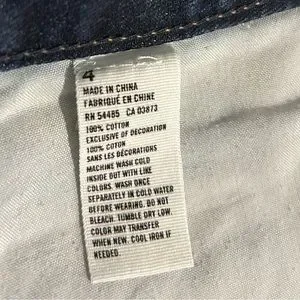 4
MADE IN CHINA
FABRIQUÉ EN CHINE
RN 54485 CA 03873
100% COTTON
EXCLUSIVE OF DECORATION
100% COTON
SANS LES DÉCORATIONS
MACHINE WASH COLD
INSIDE OUT WITH LIKE
COLORS. WASH ONCE
SEPARATELY IN COLD WATER
BEFORE WEARING. DO NOT
BLEACH. TUMBLE DRY LOW.
COLOR MAY TRANSFER
WHEN NEW. COOL IRON IF
NEEDED.